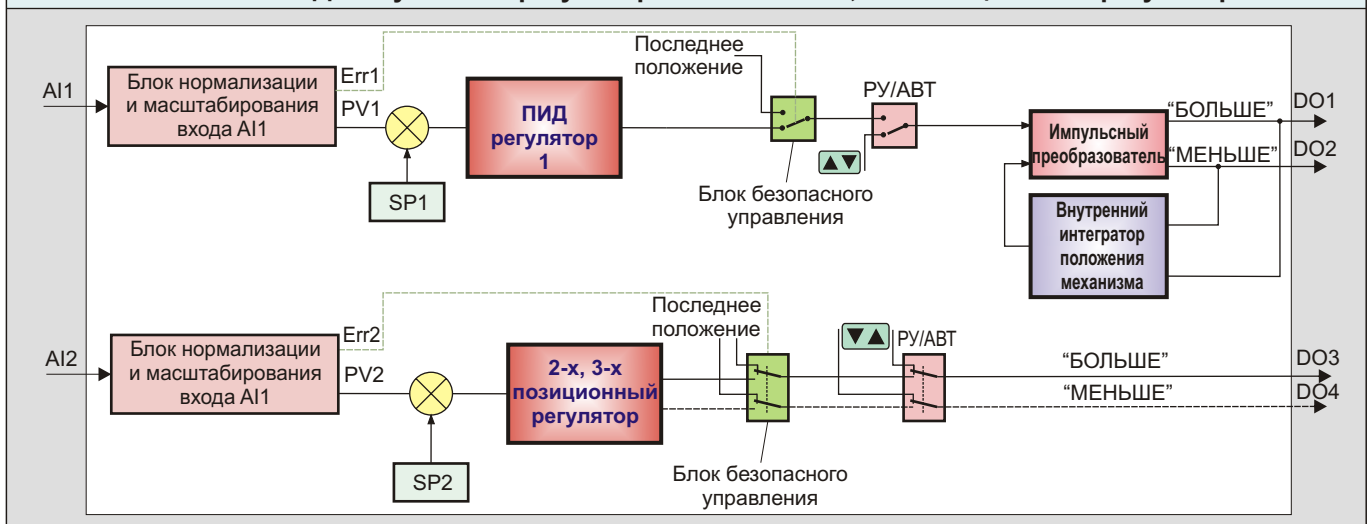 AI1
Блок нормализации
и масштабирования
входа AI1
Err1
PV1
SP1
ПИД
регулятор
1
Последнее
положение
Блок безопасного
управления
РУ/АВТ
▲▼
Импульсный
преобразователь
“БОЛЬШЕ”
“МЕНЬШЕ”
DO1
DO2
Внутренний
интегратор
положения
механизма
AI2
Блок нормализации
и масштабирования
входа AI1
Err2
PV2
SP2
2-х, 3-х
позиционный
регулятор
Последнее
положение
Блок безопасного
управления
▼▲
РУ/АВТ
“БОЛЬШЕ”
“МЕНЬШЕ”
DO3
DO4